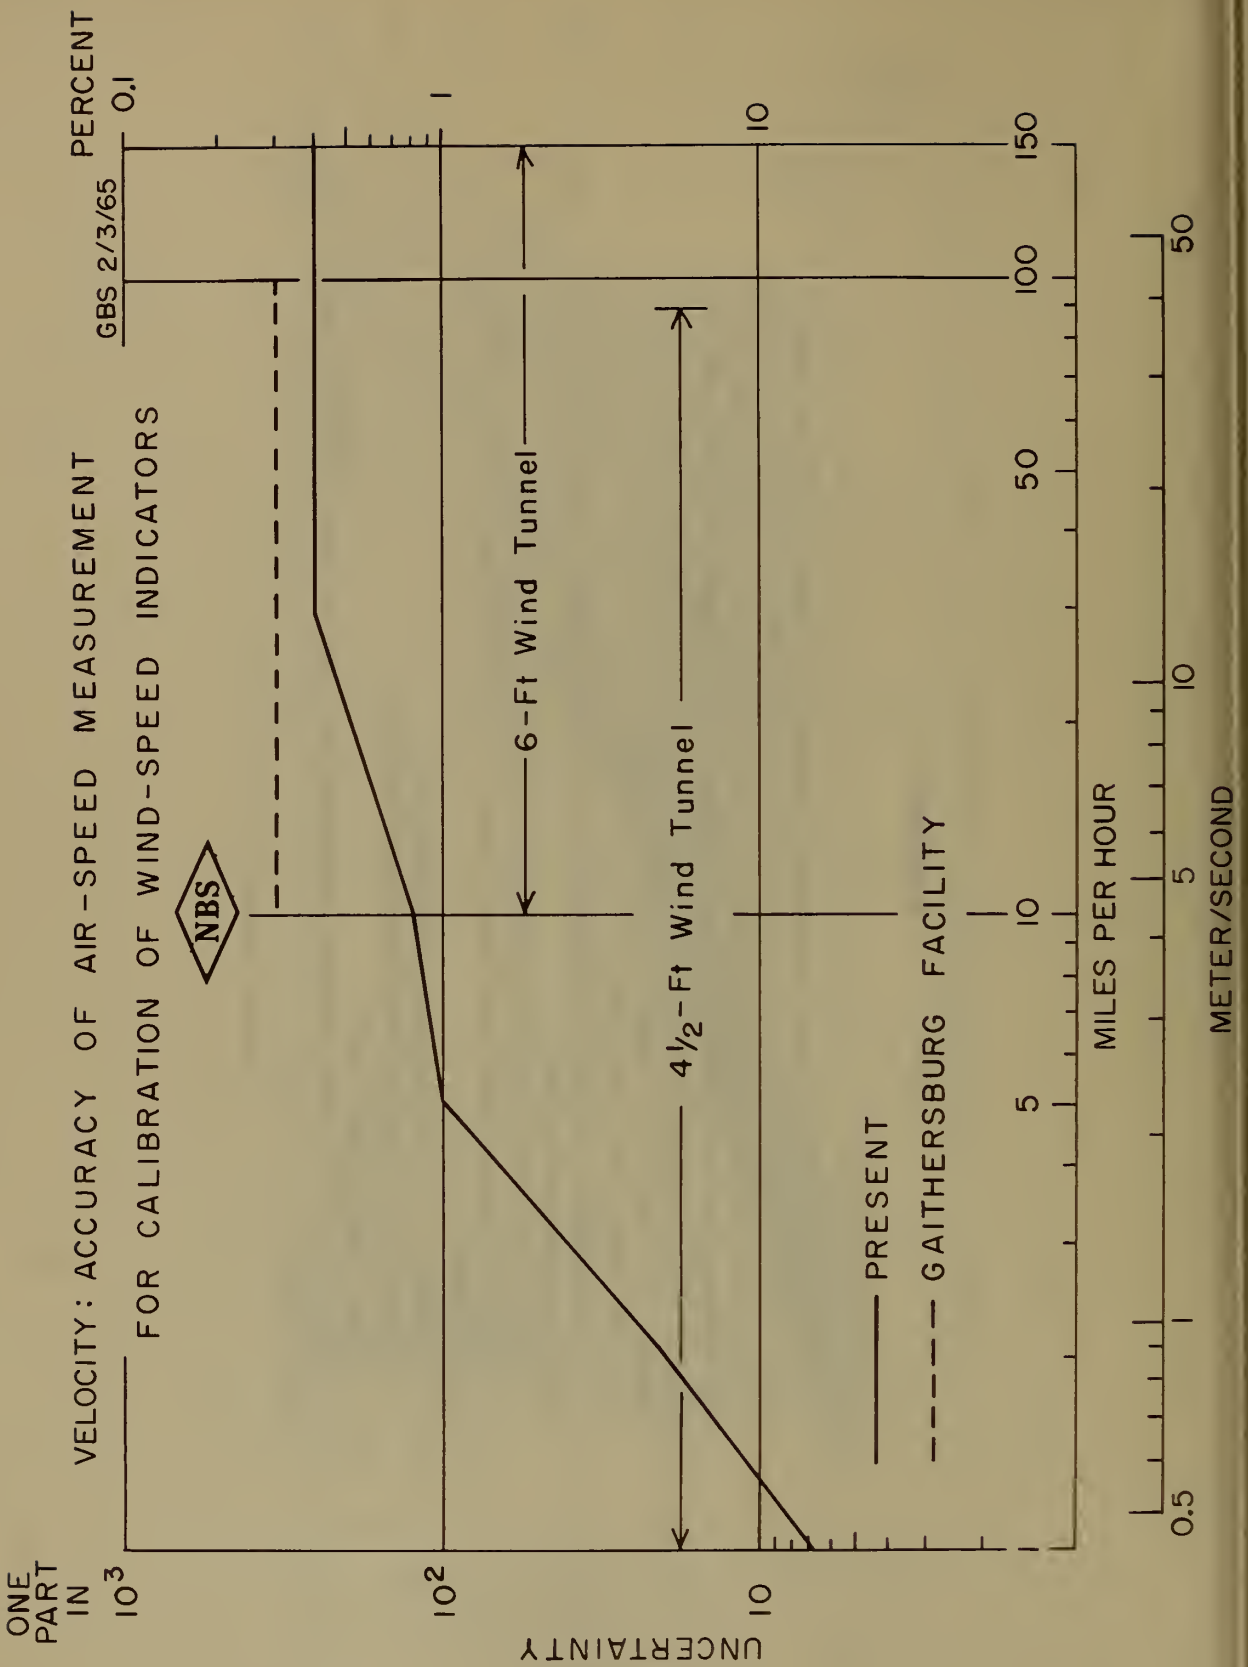 VELOCITY: ACCURACY OF AIR-SPEED MEASUREMENT
FOR CALIBRATION OF WIND-SPEED INDICATORS
GBS 2/3/65
NBS
ONE
PART
IN
10³
10²
10
UNCERTAINTY
PERCENT
0.1
1
10
6-Ft Wind Tunnel
4½-Ft Wind Tunnel
PRESENT
GAITHERSBURG FACILITY
5
10
50
100
150
MILES PER HOUR
0.5
1
5
10
50
METER/SECOND